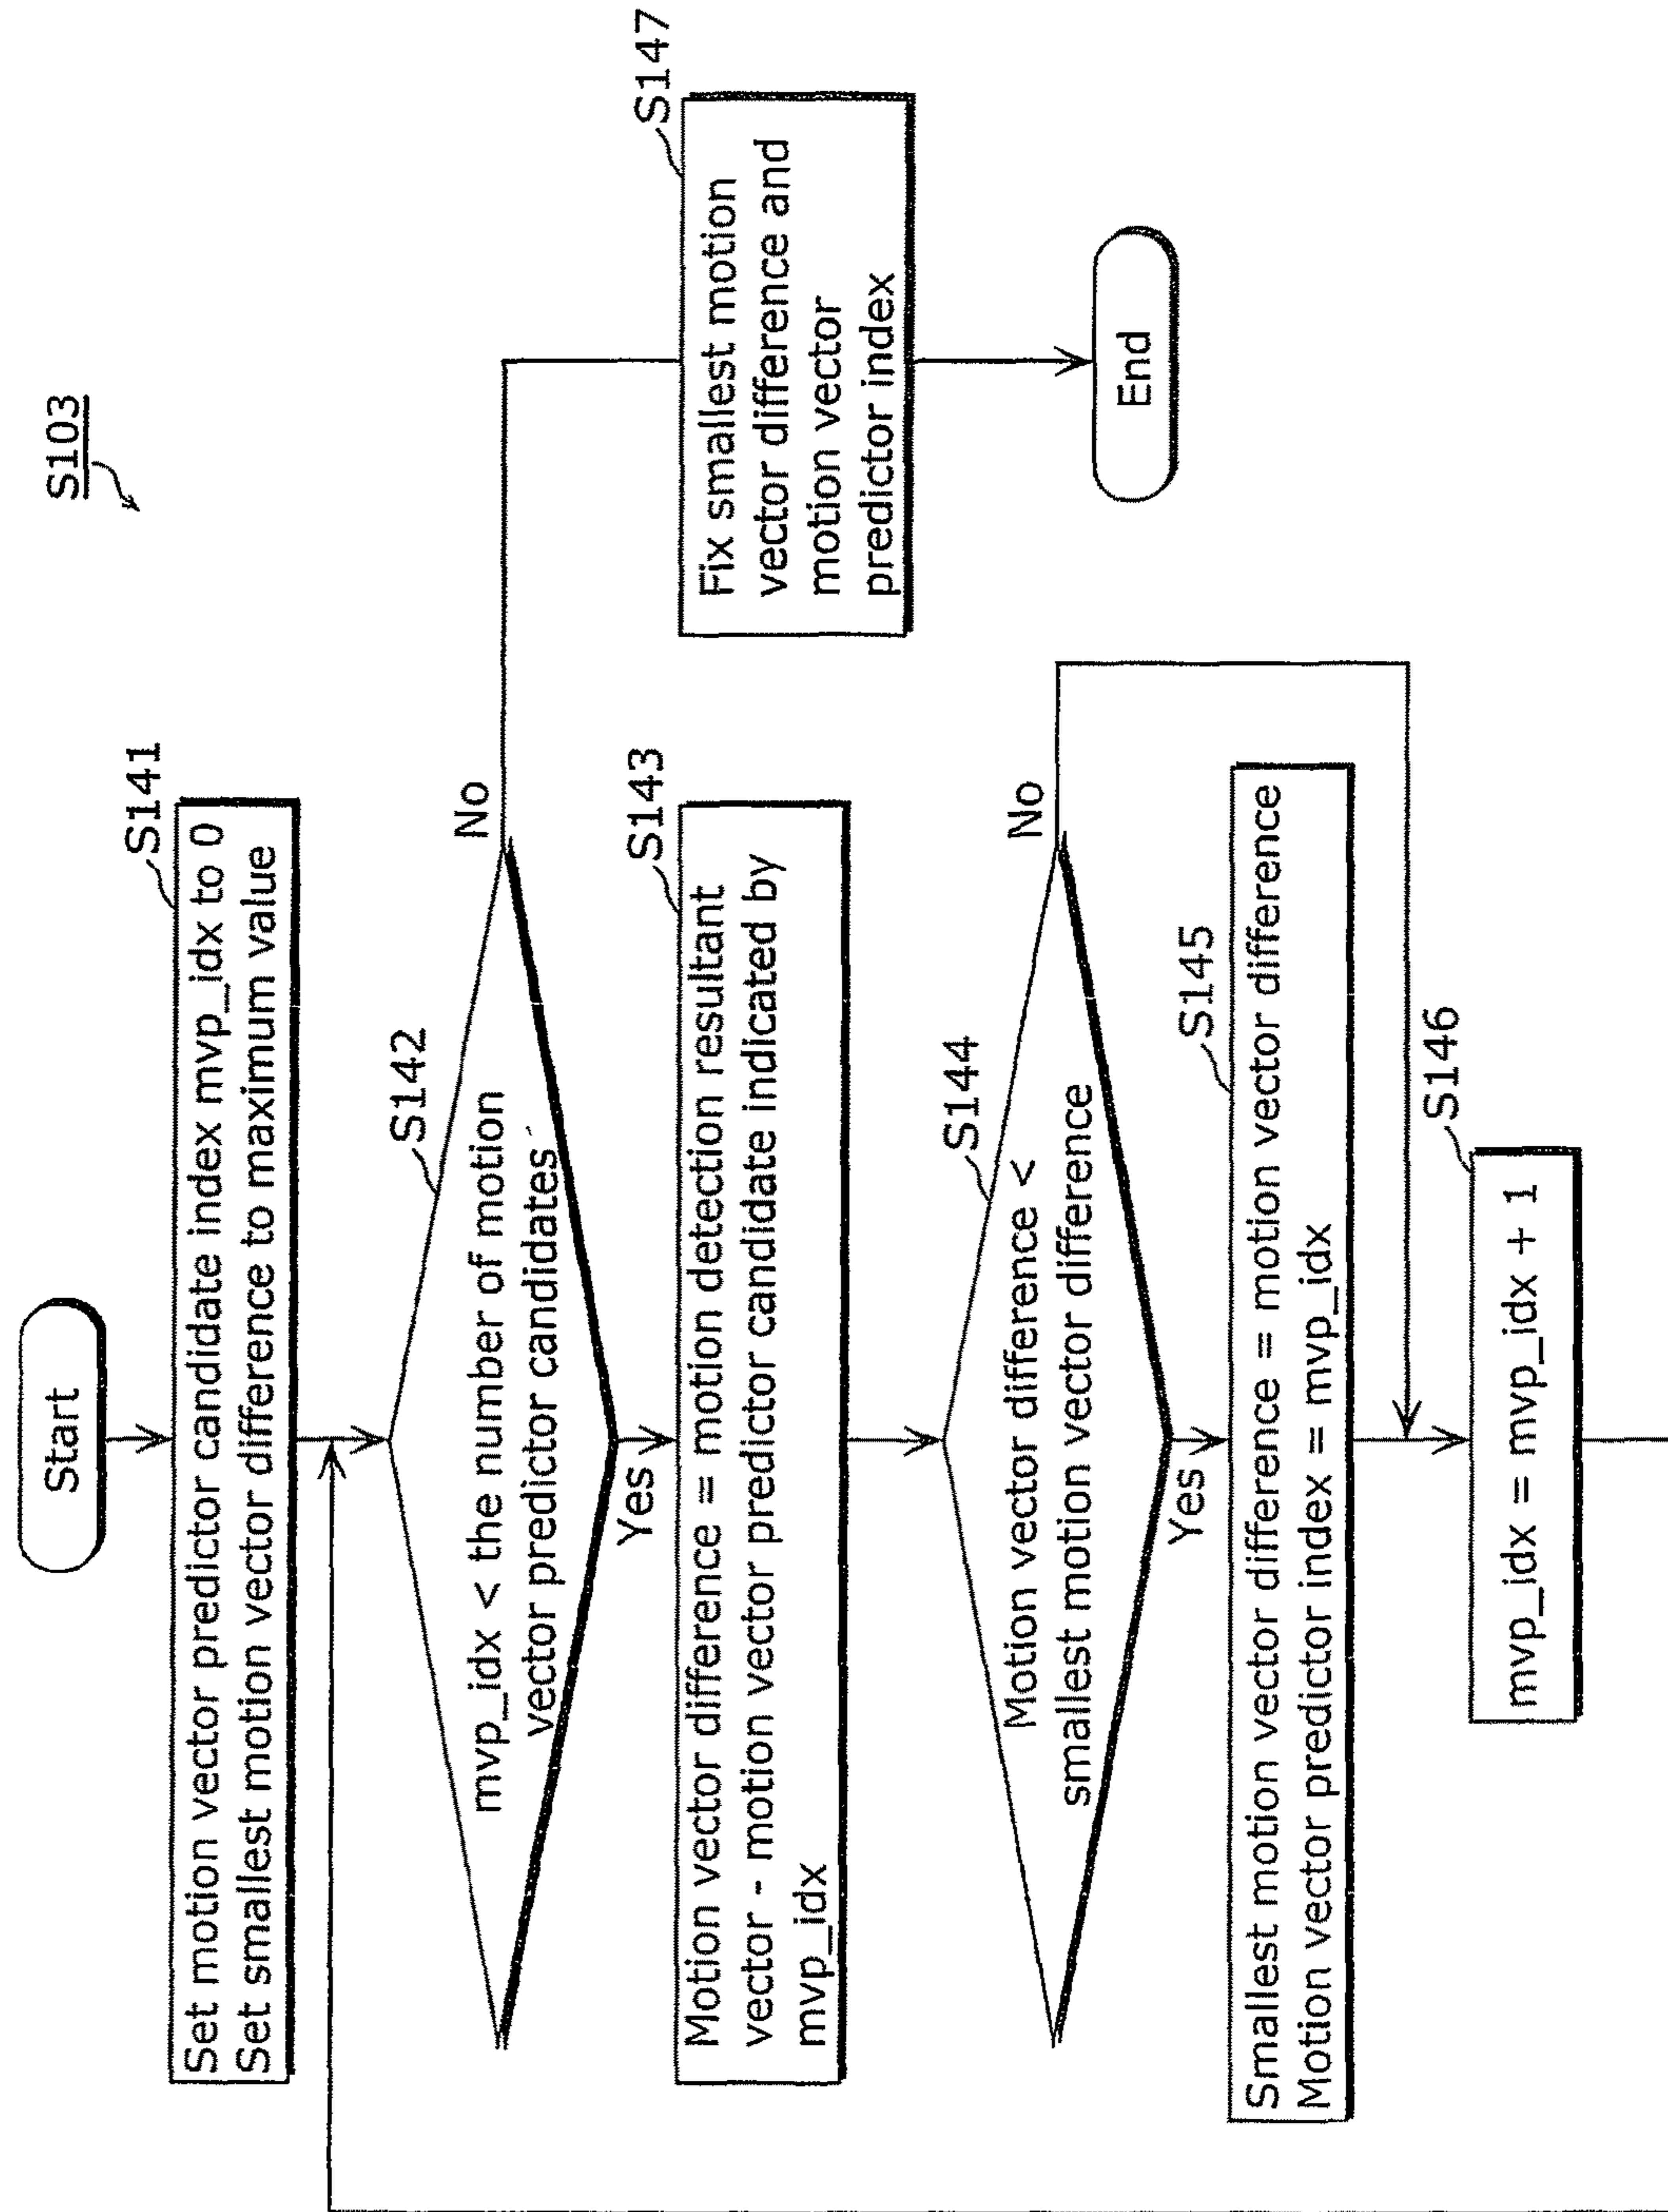 S103
Start
S141
Set motion vector predictor candidate index mvp_idx to 0
Set smallest motion vector difference to maximum value
S142
mvp_idx < the number of motion
vector predictor candidates
No
Yes
S143
Motion vector difference = motion detection resultant
vector - motion vector predictor candidate indicated by
mvp_idx
S144
Motion vector difference <
smallest motion vector difference
No
Yes
S145
Smallest motion vector difference = motion vector difference
Motion vector predictor index = mvp_idx
S146
mvp_idx = mvp_idx + 1
S147
Fix smallest motion
vector difference and
motion vector
predictor index
End